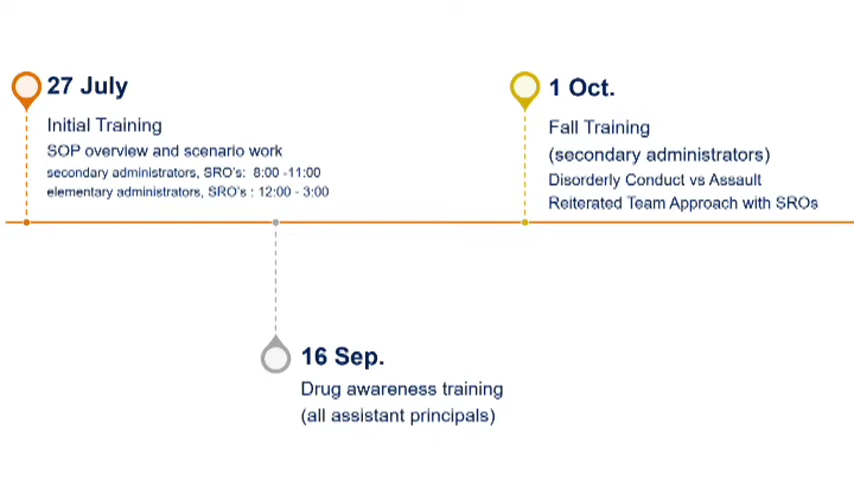 27 July
Initial Training
SOP overview and scenario work
secondary administrators, SRO's: 8:00 -11:00
elementary administrators, SRO's : 12:00 - 3:00
1 Oct.
Fall Training
(secondary administrators)
Disorderly Conduct vs Assault
Reiterated Team Approach with SROs
16 Sep.
Drug awareness training
(all assistant principals)